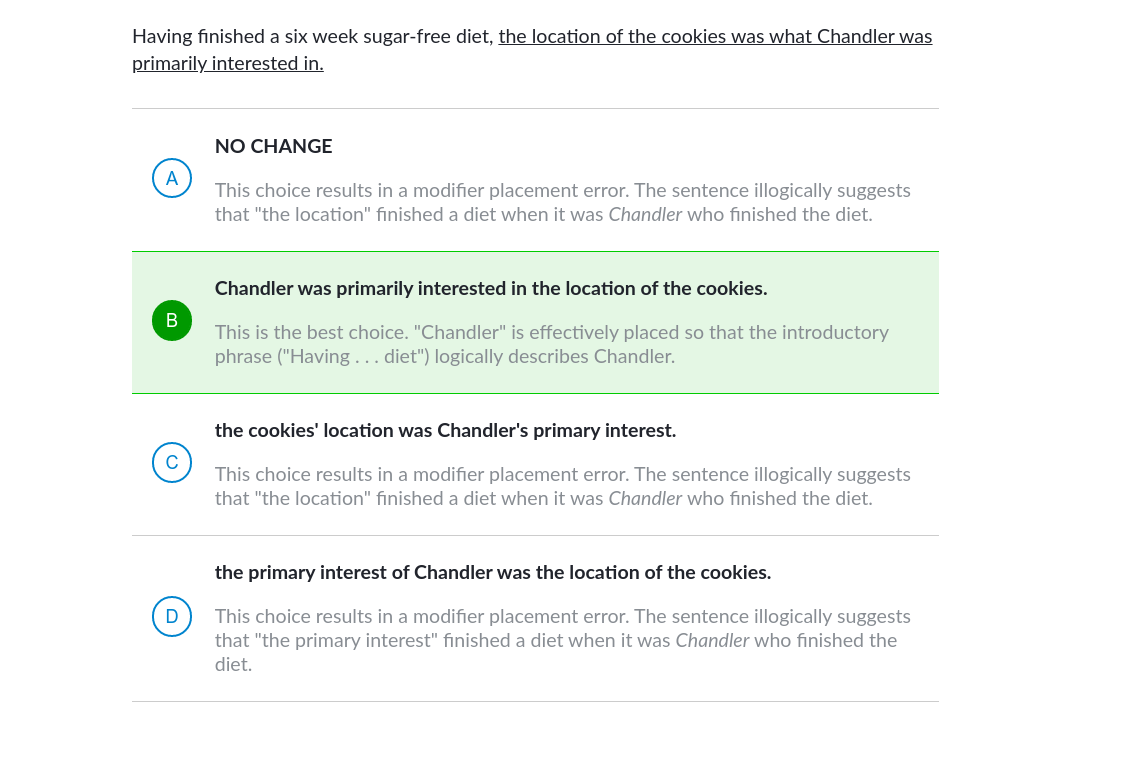 Having finished a six week sugar-free diet, the location of the cookies was what Chandler was
primarily interested in.
NO CHANGE
A
This choice results in a modifier placement error. The sentence illogically suggests
that "the location" finished a diet when it was Chandler who finished the diet.
Chandler was primarily interested in the location of the cookies.
B
This is the best choice. "Chandler" is effectively placed so that the introductory
phrase ("Having . . . diet") logically describes Chandler.
the cookies' location was Chandler's primary interest.
C
This choice results in a modifier placement error. The sentence illogically suggests
that "the location" finished a diet when it was Chandler who finished the diet.
the primary interest of Chandler was the location of the cookies.
D
This choice results in a modifier placement error. The sentence illogically suggests
that "the primary interest" finished a diet when it was Chandler who finished the
diet.